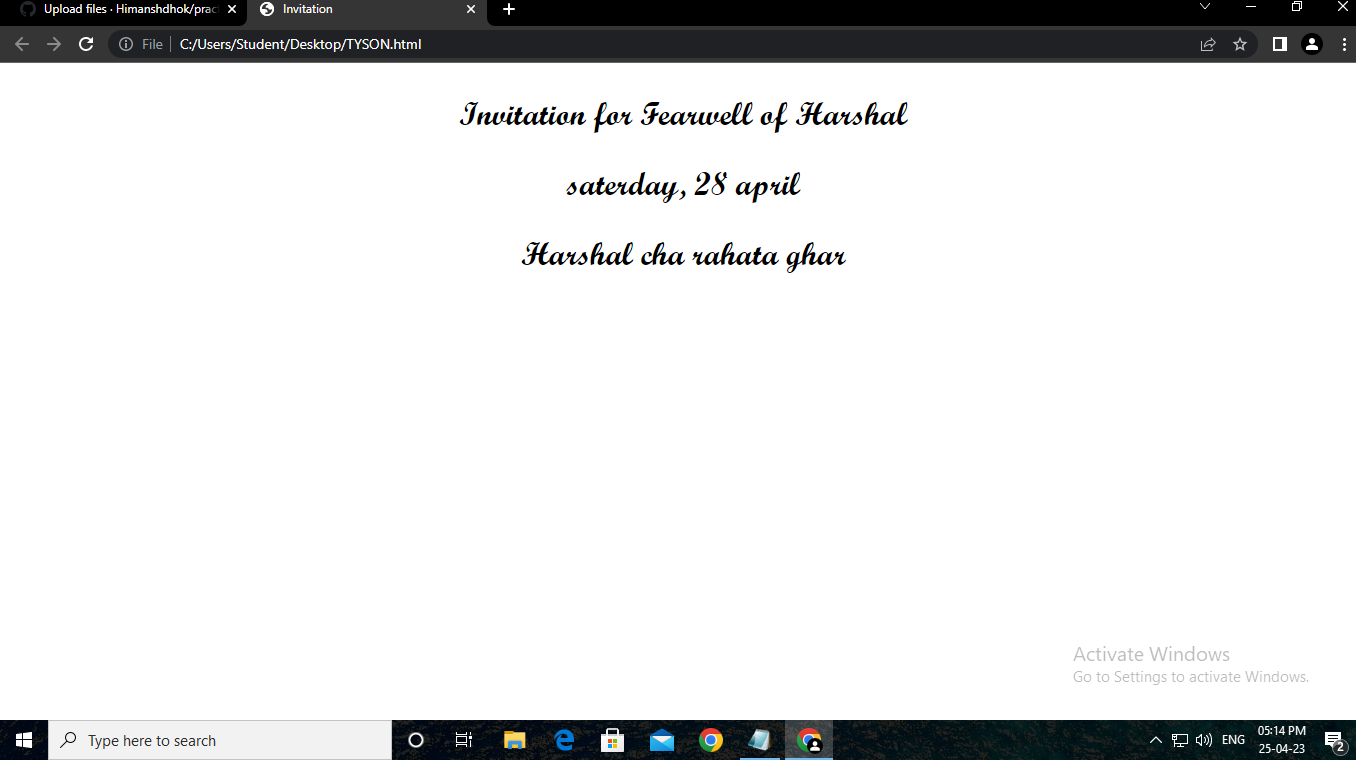 Upload files · Himanshdhok/prac
Invitation
File
C:/Users/Student/Desktop/TYSON.html
Invitation for Fearwell of Harshal
saterday, 28 april
Harshal cha rahata ghar
Activate Windows
Go to Settings to activate Windows.
Type here to search
ENG
05:14 PM
25-04-23
2